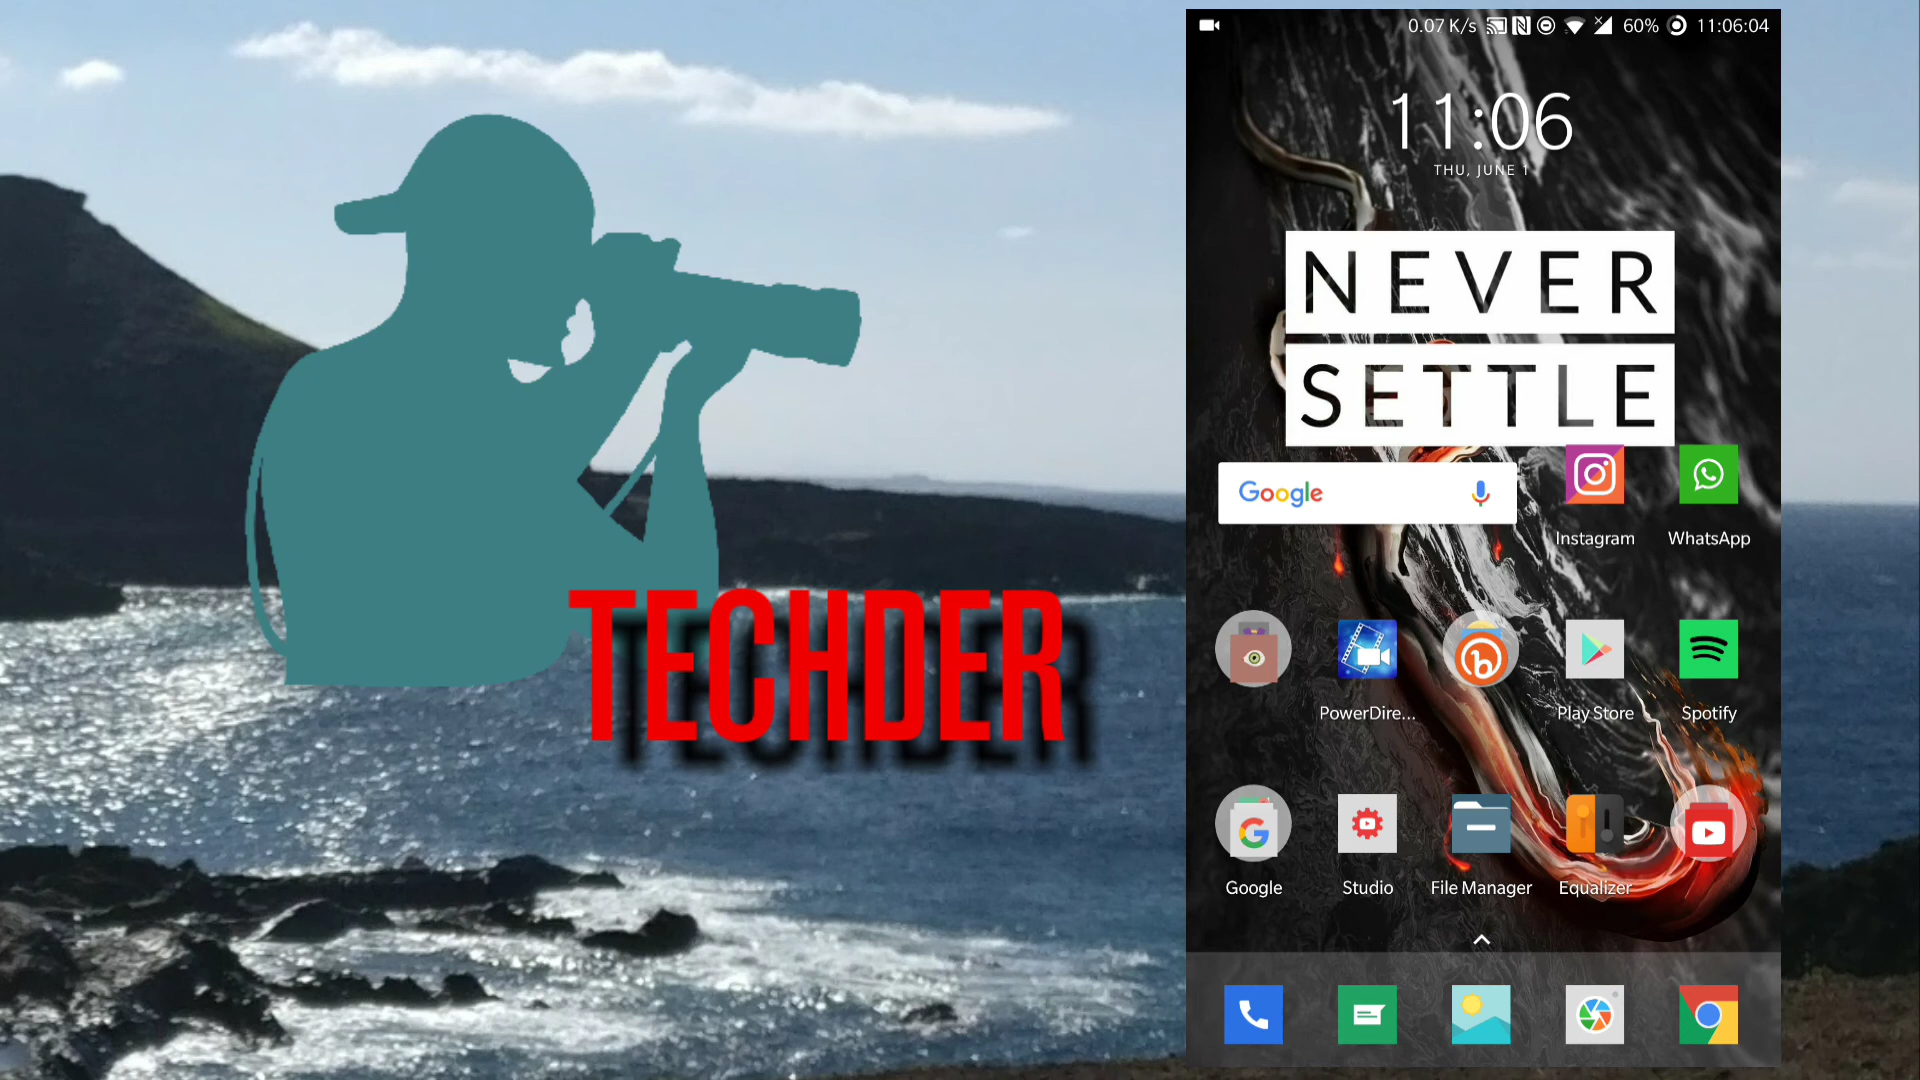 TECHDER
0.07 K/s 60% 11:06:04
11:06
THU, JUNE 1
NEVER
SETTLE
Google
Instagram WhatsApp
PowerDire... Play Store Spotify
Google Studio File Manager Equalizer